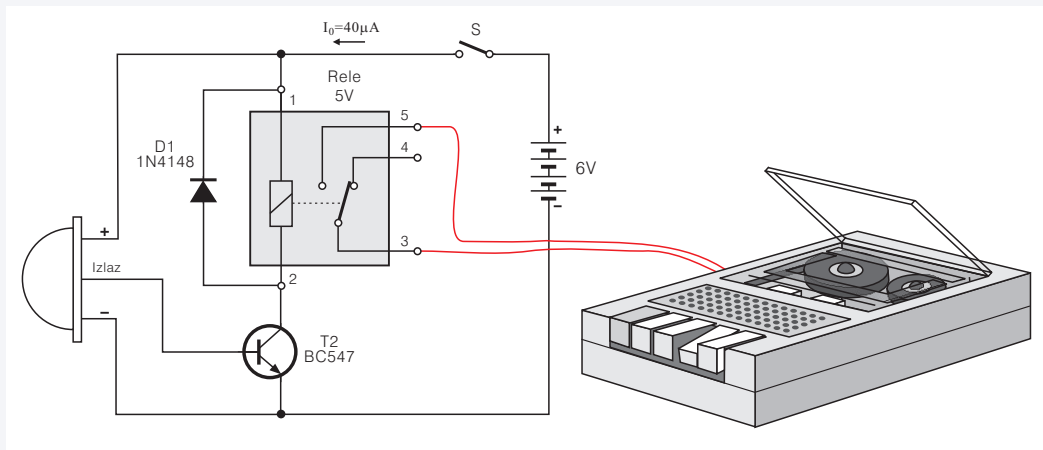 I₀=40µA
S
Rele
5V
1
5
4
3
2
D1
1N4148
+
6V
−
+
Izlaz
−
T2
BC547